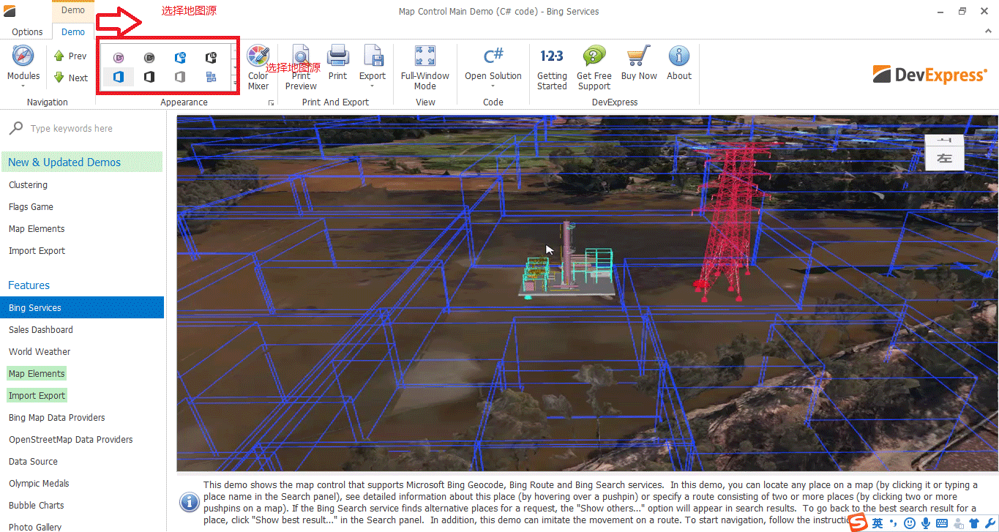 Demo
选择地图源
Map Control Main Demo (C# code) - Bing Services
Options
Demo
Modules
Prev
Next
Navigation
Appearance
Color
Mixer
选择地图源
Print
Preview
Print
Export
Print And Export
Full-Window
Mode
View
C#
Open Solution
Code
1·2·3
Getting
Started
Get Free
Support
Buy Now
About
DevExpress
DevExpress
Type keywords here
New & Updated Demos
Clustering
Flags Game
Map Elements
Import Export
Features
Bing Services
Sales Dashboard
World Weather
Map Elements
Import Export
Bing Map Data Providers
OpenStreetMap Data Providers
Data Source
Olympic Medals
Bubble Charts
Photo Gallery
左
This demo shows the map control that supports Microsoft Bing Geocode, Bing Route and Bing Search services. In this demo, you can locate any place on a map (by clicking it or typing a
place name in the Search panel), see detailed information about this place (by hovering over a pushpin) or specify a route consisting of two or more places (by clicking two or more
pushpins on a map). If the Bing Search service finds alternative places for a request, the "Show others..." option will appear in search results. To go back to the best search result for a
place, click "Show best result..." in the Search panel. In addition, this demo can imitate the movement on a route. To start navigation, follow the instructio
英